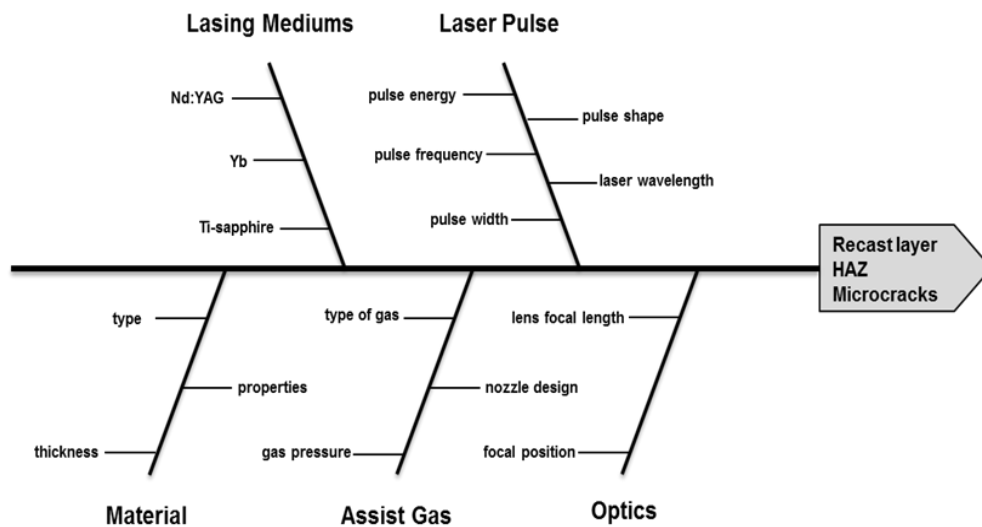 Lasing Mediums
Laser Pulse
Nd:YAG
Yb
Ti-sapphire
pulse energy
pulse shape
pulse frequency
laser wavelength
pulse width
Recast layer
HAZ
Microcracks
type
properties
thickness
type of gas
nozzle design
gas pressure
lens focal length
focal position
Material
Assist Gas
Optics